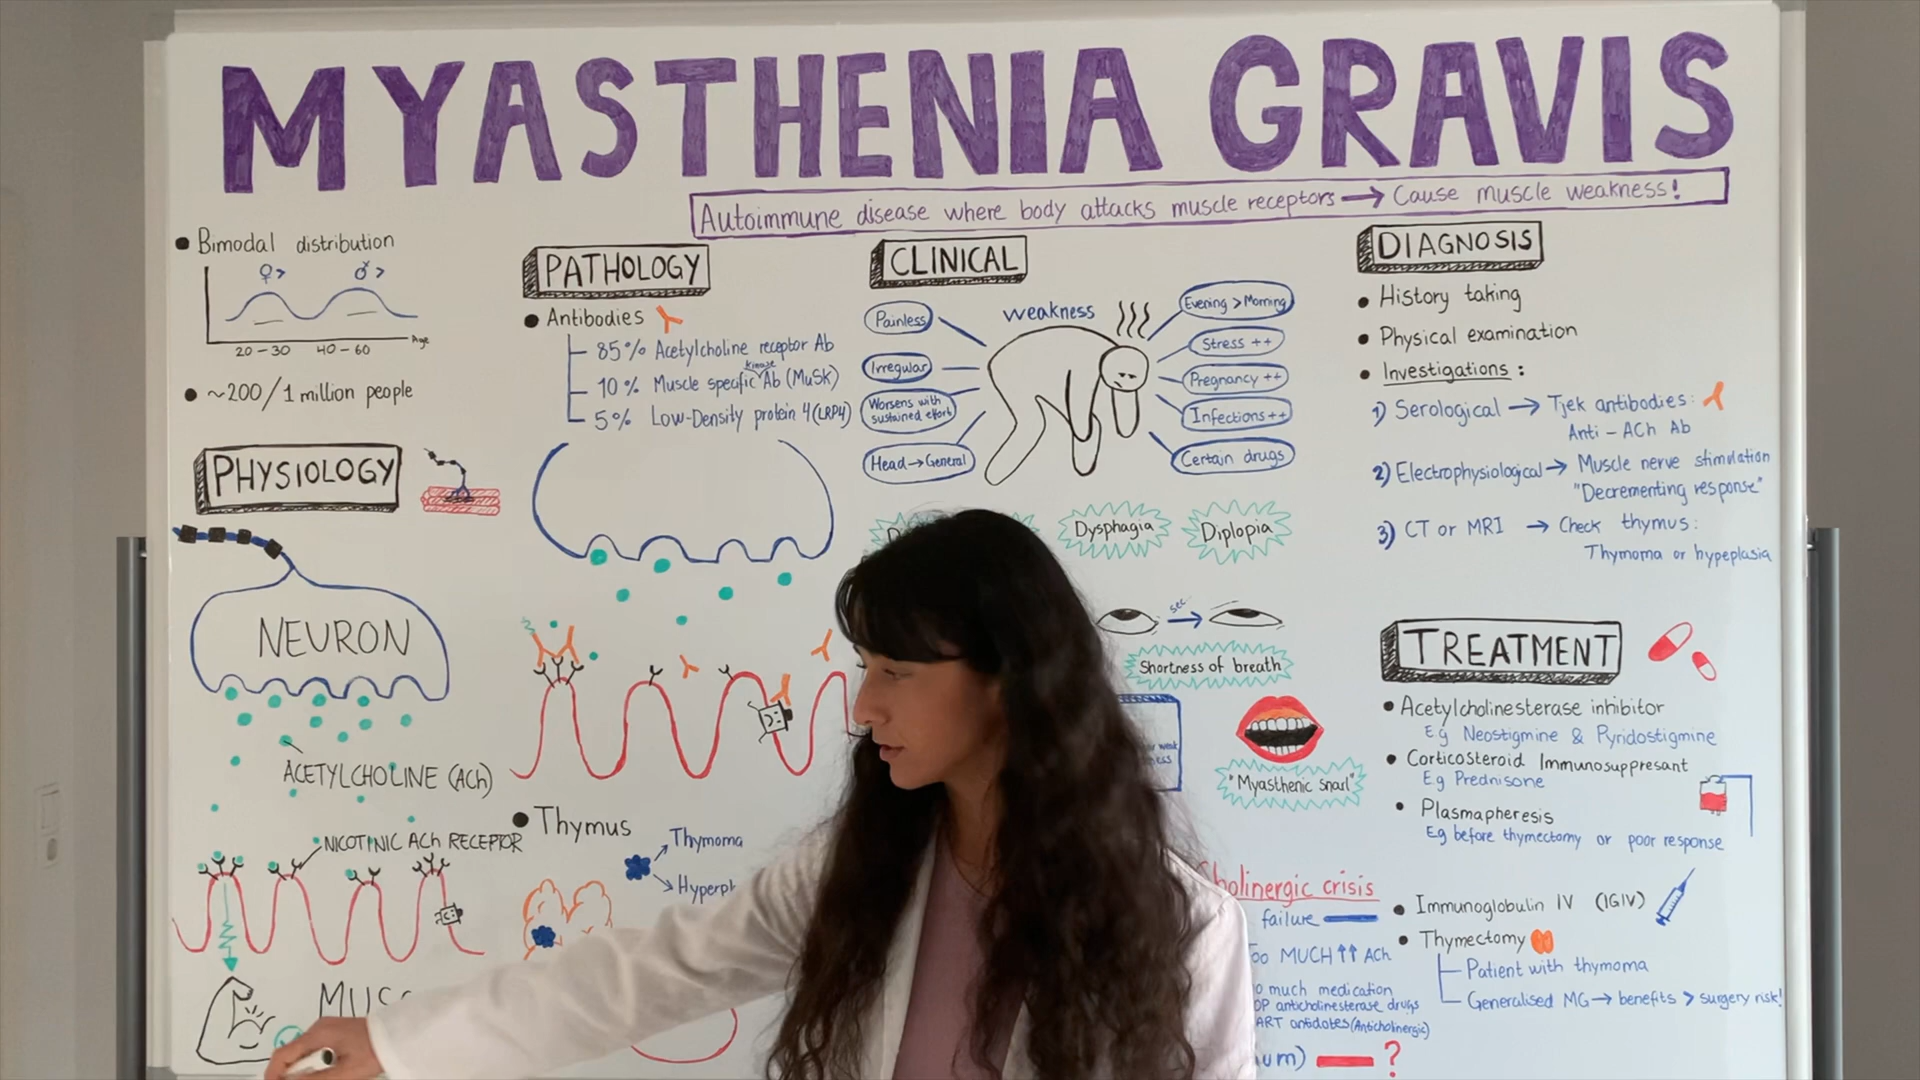 MYASTHENIA GRAVIS
Autoimmune disease where body attacks muscle receptors → Cause muscle weakness!
• Bimodal distribution
♀> ♂>
20-30 40-60 Age
• ~200/1 million people
PHYSIOLOGY
NEURON
ACETYLCHOLINE (ACh)
NICOTINIC ACh RECEPTOR
PATHOLOGY
• Antibodies
85% Acetylcholine receptor Ab
kinase
10% Muscle specific Ab (MuSk)
5% Low-Density protein 4 (LRP4)
• Thymus
Thymoma
CLINICAL
weakness
Painless
Irregular
Worsens with
sustained effort
Head→General
Evening > Morning
Stress ++
Pregnancy ++
Infections ++
Certain drugs
Dysphagia
Diplopia
sec
Shortness of breath
"Myasthenic snarl"
Cholinergic crisis
failure
Too MUCH ↑↑ ACh
much medication
anticholinesterase drugs
antidotes (Anticholinergic)
?
DIAGNOSIS
• History taking
• Physical examination
• Investigations:
1) Serological → Tjek antibodies:
Anti-ACh Ab
2) Electrophysiological → Muscle nerve stimulation
"Decrementing response"
3) CT or MRI → Check thymus:
Thymoma or hypeplasia
TREATMENT
• Acetylcholinesterase inhibitor
E.g Neostigmine & Pyridostigmine
• Corticosteroid Immunosuppresant
E.g Prednisone
• Plasmapheresis
E.g before thymectomy or poor response
• Immunoglobulin IV (IGIV)
• Thymectomy
Patient with thymoma
Generalised MG → benefits > surgery risk!